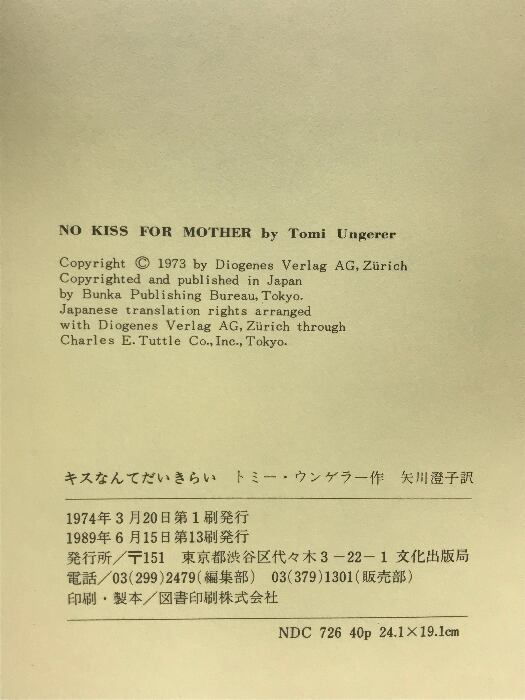 NO KISS FOR MOTHER by Tomi Ungerer
Copyright © 1973 by Diogenes Verlag AG, Zürich
Copyrighted and published in Japan
by Bunka Publishing Bureau, Tokyo.
Japanese translation rights arranged
with Diogenes Verlag AG, Zürich through
Charles E. Tuttle Co., Inc., Tokyo.
キスなんてだいきらい トミー・ウンゲラー作 矢川澄子訳
1974年3月20日第1刷発行
1989年6月15日第13刷発行
発行所／〒151 東京都渋谷区代々木3−22−1 文化出版局
電話／03(299)2479(編集部) 03(379)1301(販売部)
印刷・製本／図書印刷株式会社
NDC 726 40p 24.1×19.1cm